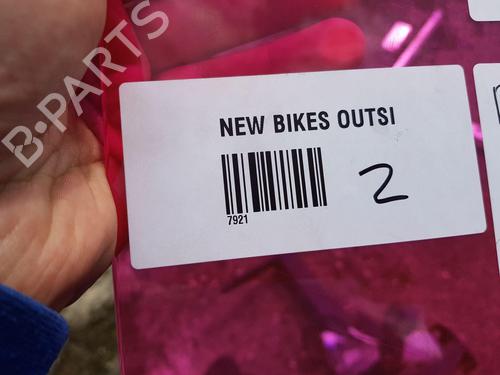 B-PARTS
NEW BIKES OUTSI
7921
2